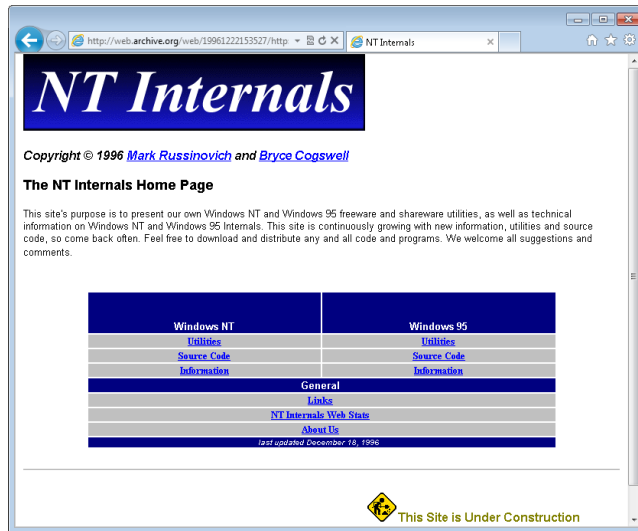 http://web.archive.org/web/19961222153527/http:
NT Internals
NT Internals
Copyright © 1996 Mark Russinovich and Bryce Cogswell
The NT Internals Home Page
This site's purpose is to present our own Windows NT and Windows 95 freeware and shareware utilities, as well as technical
information on Windows NT and Windows 95 Internals. This site is continuously growing with new information, utilities and source
code, so come back often. Feel free to download and distribute any and all code and programs. We welcome all suggestions and
comments.
Windows NT Windows 95
Utilities Utilities
Source Code Source Code
Information Information
General
Links
NT Internals Web Stats
About Us
last updated December 18, 1996
This Site is Under Construction